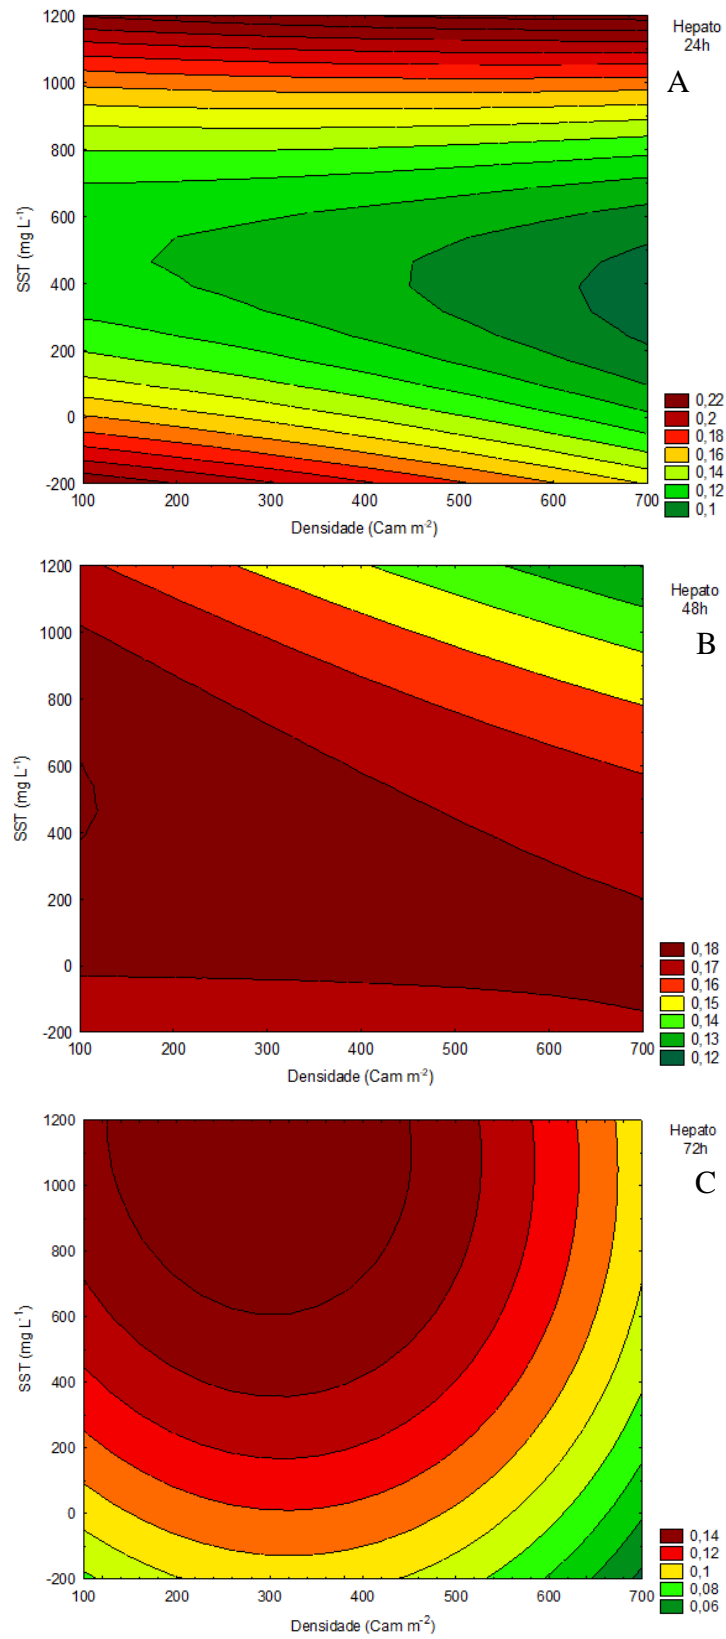 Hepato
24h
A
1200
1000
800
600
400
200
0
-200
SST (mg L⁻¹)
100 200 300 400 500 600 700
Densidade (Cam m⁻²)
0,22
0,2
0,18
0,16
0,14
0,12
0,1
Hepato
48h
B
1200
1000
800
600
400
200
0
-200
SST (mg L⁻¹)
100 200 300 400 500 600 700
Densidade (Cam m⁻²)
0,18
0,17
0,16
0,15
0,14
0,13
0,12
Hepato
72h
C
1200
1000
800
600
400
200
0
-200
SST (mg L⁻¹)
100 200 300 400 500 600 700
Densidade (Cam m⁻²)
0,14
0,12
0,1
0,08
0,06